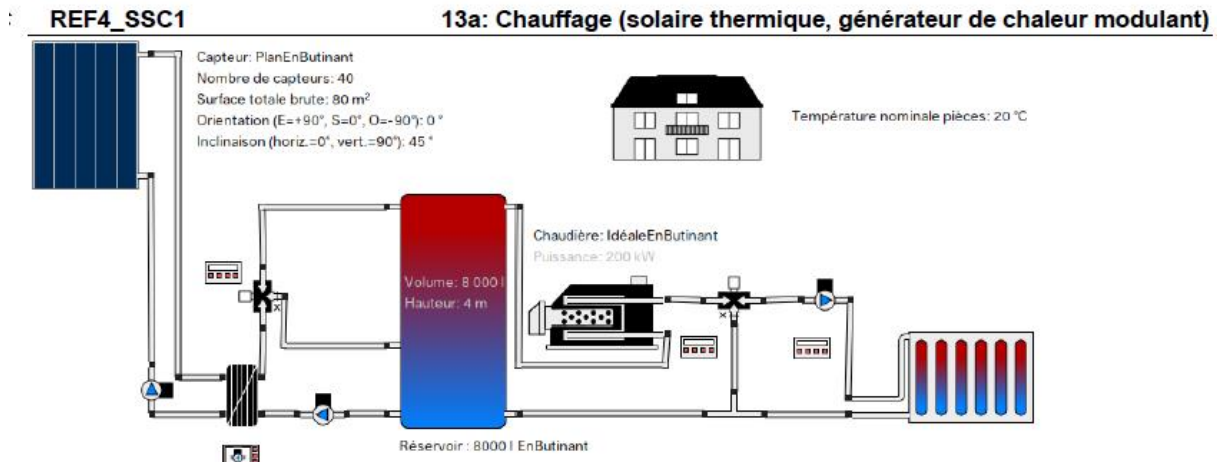 REF4_SSC1
13a: Chauffage (solaire thermique, générateur de chaleur modulant)
Capteur: PlanEnButinant
Nombre de capteurs: 40
Surface totale brute: 80 m²
Orientation (E=+90°, S=0°, O=-90°): 0 °
Inclinaison (horiz.=0°, vert.=90°): 45 °
Température nominale pièces: 20 °C
Chaudière: IdéaleEnButinant
Puissance: 200 kW
Volume: 8 000 l
Hauteur: 4 m
x
x
Réservoir : 8000 l EnButinant